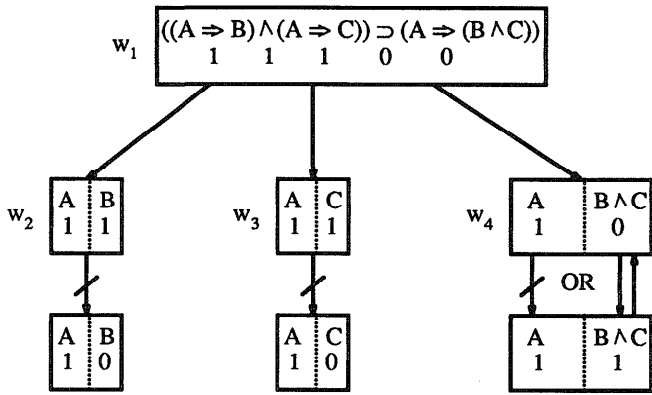 ((A ⇒ B) ∧ (A ⇒ C)) ⊃ (A ⇒ (B ∧ C))
w₁ 1 1 1 0 0
A B A C A B ∧ C
w₂ 1 1 w₃ 1 1 w₄ 1 0
OR
A B A C A B ∧ C
1 0 1 0 1 1